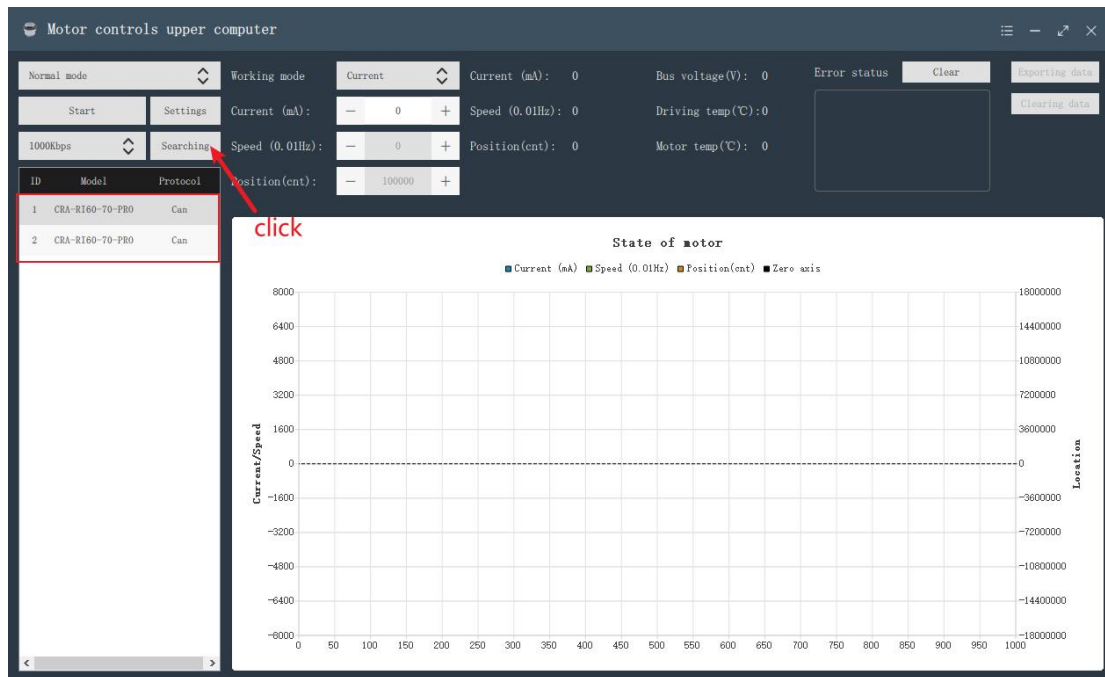 Motor controls upper computer
Normal mode
Working mode
Current
Current (mA): 0
Bus voltage(V): 0
Error status
Clear
Exporting data
Start
Settings
Current (mA):
— 0 +
Speed (0.01Hz): 0
Driving temp(℃):0
Clearing data
1000Kbps
Searching
Speed (0.01Hz):
— 0 +
Position(cnt): 0
Motor temp(℃): 0
ID Model Protocol
Position(cnt):
— 100000 +
1 CRA-RI60-70-PRO Can
2 CRA-RI60-70-PRO Can
click
State of motor
Current (mA) Speed (0.01Hz) Position(cnt) Zero axis
8000 18000000
6400 14400000
4800 10800000
3200 7200000
1600 3600000
0 0
-1600 -3600000
-3200 -7200000
-4800 -10800000
-6400 -14400000
-8000 -18000000
Current/Speed
Location
0 50 100 150 200 250 300 350 400 450 500 550 600 650 700 750 800 850 900 950 1000